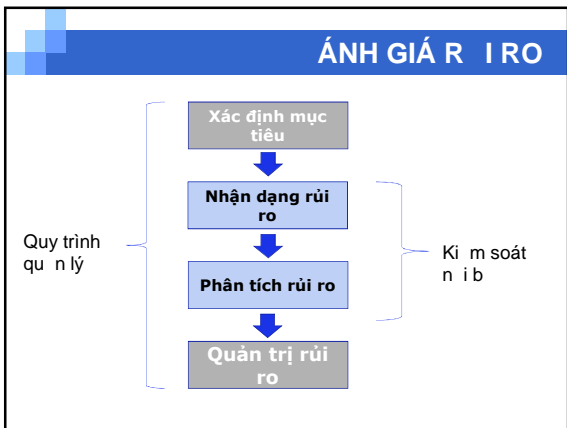 ÁNH GIÁ R I RO
Xác định mục
tiêu
Nhận dạng rủi
ro
Quy trình
qu n lý
Ki m soát
n i b
Phân tích rủi ro
Quản trị rủi
ro